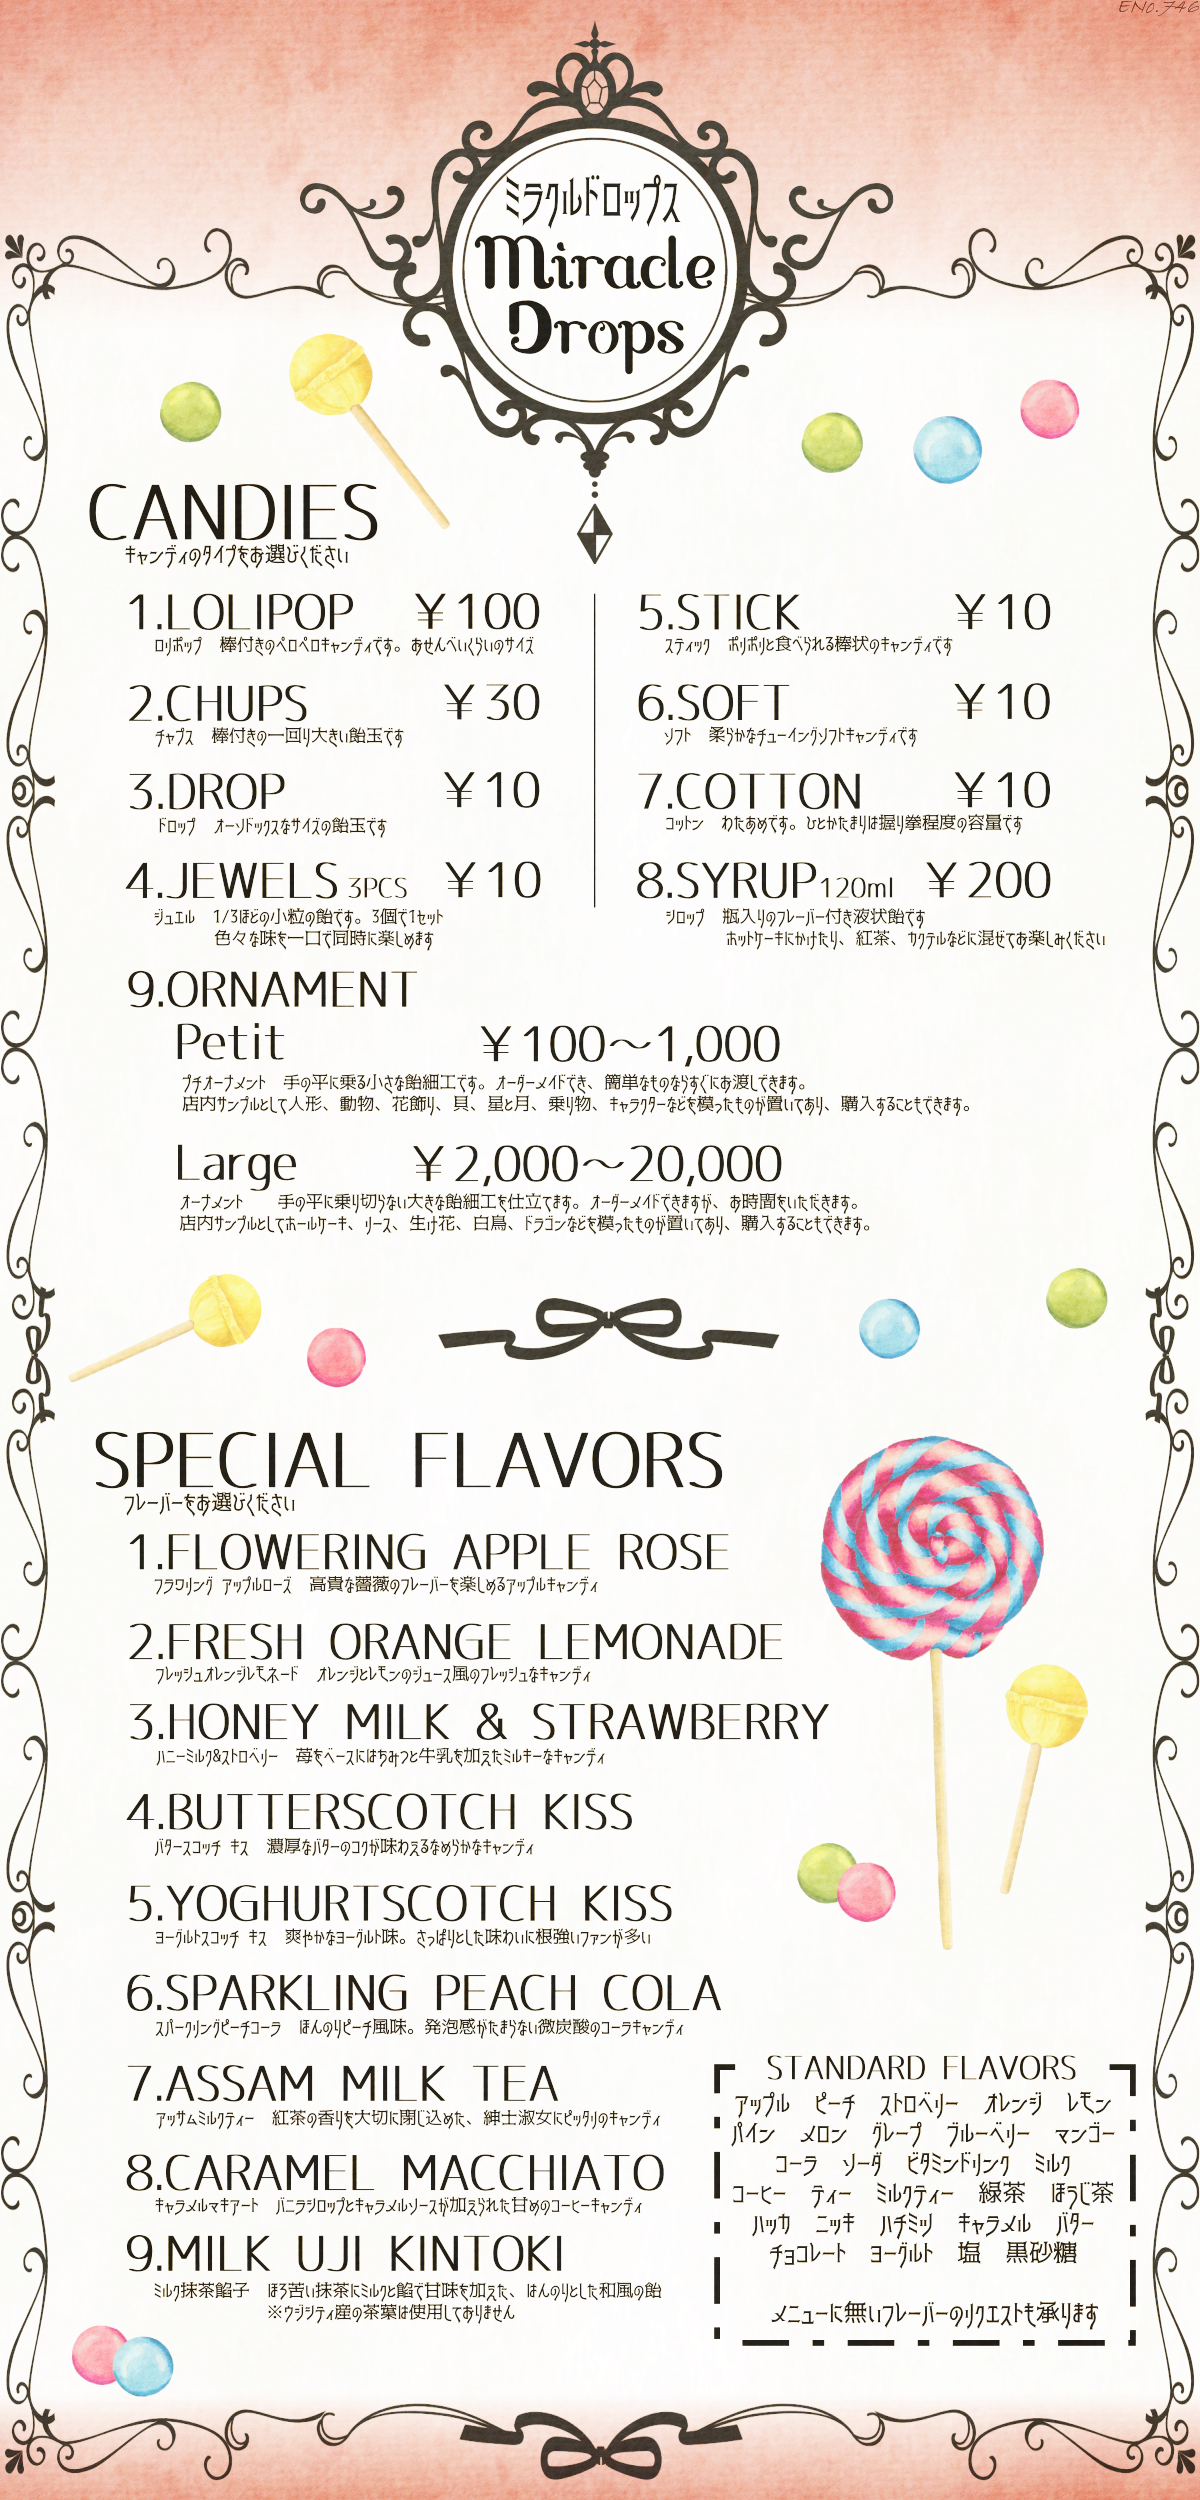 ENo.746
ミラクルドロップス
Miracle
Drops
CANDIES
キャンディのタイプをお選びください
1.LOLIPOP ￥100
ロリポップ 棒付きのペロペロキャンディです。おせんべいくらいのサイズ
2.CHUPS ￥30
チャプス 棒付きの一回り大きい飴玉です
3.DROP ￥10
ドロップ オーソドックスなサイズの飴玉です
4.JEWELS 3PCS ￥10
ジュエル 1/3ほどの小粒の飴です。3個で1セット
色々な味を一口で同時に楽しめます
5.STICK ￥10
スティック ポリポリと食べられる棒状のキャンディです
6.SOFT ￥10
ソフト 柔らかなチューイングソフトキャンディです
7.COTTON ￥10
コットン わたあめです。ひとかたまりは握り拳程度の容量です
8.SYRUP120ml ￥200
シロップ 瓶入りのフレーバー付き液状飴です
ホットケーキにかけたり、紅茶、カクテルなどに混ぜてお楽しみください
9.ORNAMENT
Petit ￥100～1,000
プチオーナメント 手の平に乗る小さな飴細工です。オーダーメイドでき、簡単なものならすぐにお渡しできます。
店内サンプルとして人形、動物、花飾り、貝、星と月、乗り物、キャラクターなどを模ったものが置いてあり、購入することもできます。
Large ￥2,000～20,000
オーナメント 手の平に乗り切らない大きな飴細工を仕立てます。オーダーメイドできますが、お時間をいただきます。
店内サンプルとしてホールケーキ、リース、生け花、白鳥、ドラゴンなどを模ったものが置いてあり、購入することもできます。
SPECIAL FLAVORS
フレーバーをお選びください
1.FLOWERING APPLE ROSE
フラワリング アップルローズ 高貴な薔薇のフレーバーを楽しめるアップルキャンディ
2.FRESH ORANGE LEMONADE
フレッシュオレンジレモネード オレンジとレモンのジュース風のフレッシュなキャンディ
3.HONEY MILK & STRAWBERRY
ハニーミルク&ストロベリー 苺をベースにはちみつと牛乳を加えたミルキーなキャンディ
4.BUTTERSCOTCH KISS
バタースコッチ キス 濃厚なバターのコクが味わえるなめらかなキャンディ
5.YOGHURTSCOTCH KISS
ヨーグルトスコッチ キス 爽やかなヨーグルト味。さっぱりとした味わいに根強いファンが多い
6.SPARKLING PEACH COLA
スパークリングピーチコーラ ほんのりピーチ風味。発泡感がたまらない微炭酸のコーラキャンディ
7.ASSAM MILK TEA
アッサムミルクティー 紅茶の香りを大切に閉じ込めた、紳士淑女にピッタリのキャンディ
8.CARAMEL MACCHIATO
キャラメルマキアート バニラシロップとキャラメルソースが加えられた甘めのコーヒーキャンディ
9.MILK UJI KINTOKI
ミルク抹茶餡子 ほろ苦い抹茶にミルクと餡で甘味を加えた、ほんのりとした和風の飴
※ウジシティ産の茶葉は使用しておりません
STANDARD FLAVORS
アップル ピーチ ストロベリー オレンジ レモン
パイン メロン グレープ ブルーベリー マンゴー
コーラ ソーダ ビタミンドリンク ミルク
コーヒー ティー ミルクティー 緑茶 ほうじ茶
ハッカ ニッキ ハチミツ キャラメル バター
チョコレート ヨーグルト 塩 黒砂糖
メニューに無いフレーバーのリクエストも承ります